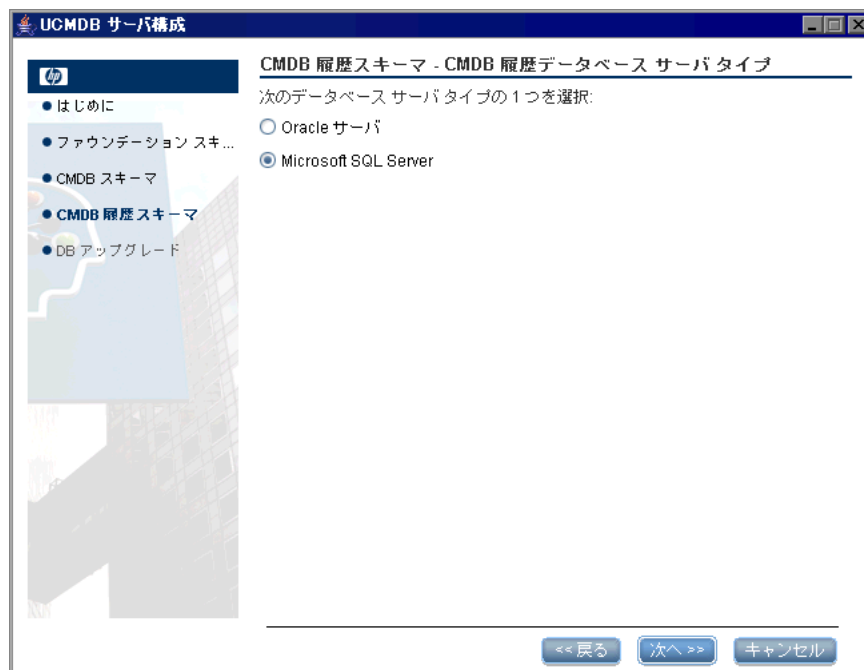 UCMDB サーバ構成
hp
はじめに
ファウンデーション スキ...
CMDB スキーマ
CMDB 履歴スキーマ
DB アップグレード
CMDB 履歴スキーマ - CMDB 履歴データベース サーバ タイプ
次のデータベース サーバ タイプの 1 つを選択:
Oracle サーバ
Microsoft SQL Server
<< 戻る
次へ >>
キャンセル